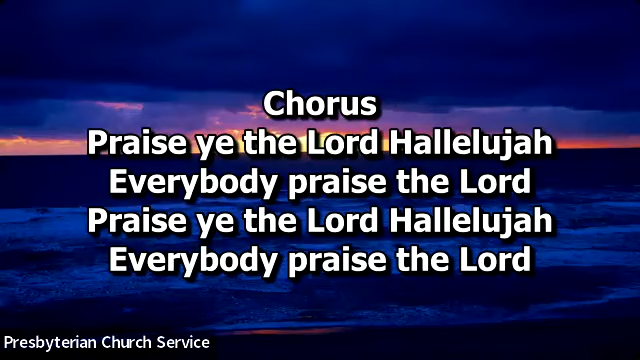 Chorus
Praise ye the Lord Hallelujah
Everybody praise the Lord
Praise ye the Lord Hallelujah
Everybody praise the Lord
Presbyterian Church Service